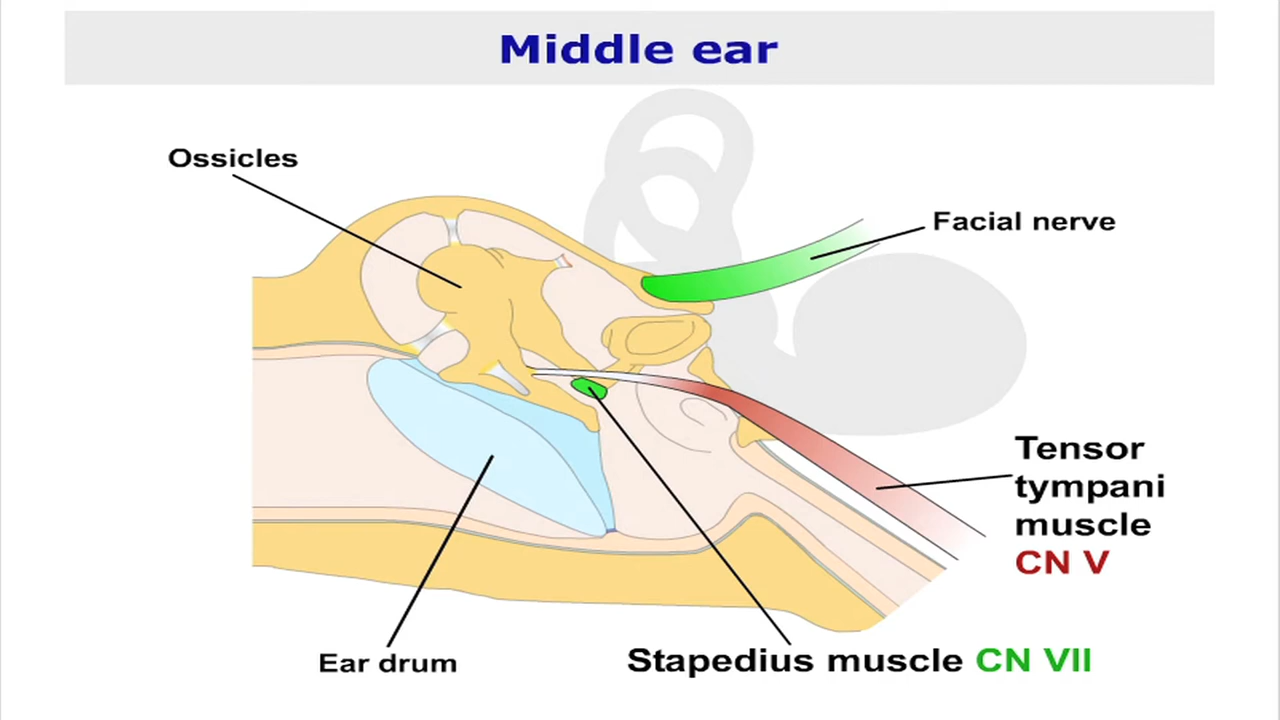 Middle ear
Ossicles
Facial nerve
Tensor
tympani
muscle
CN V
Ear drum
Stapedius muscle CN VII